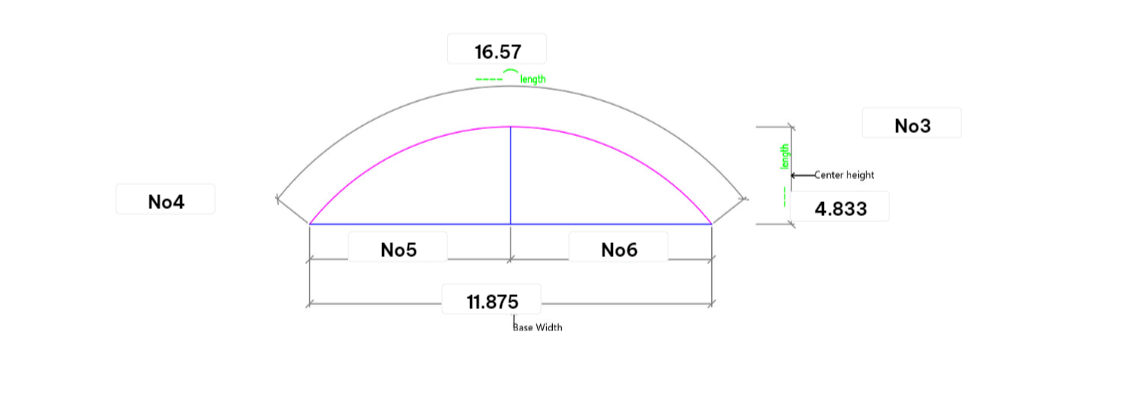 16.57
---- length
No3
length
Center height
No4
4.833
No5
No6
11.875
Base Width